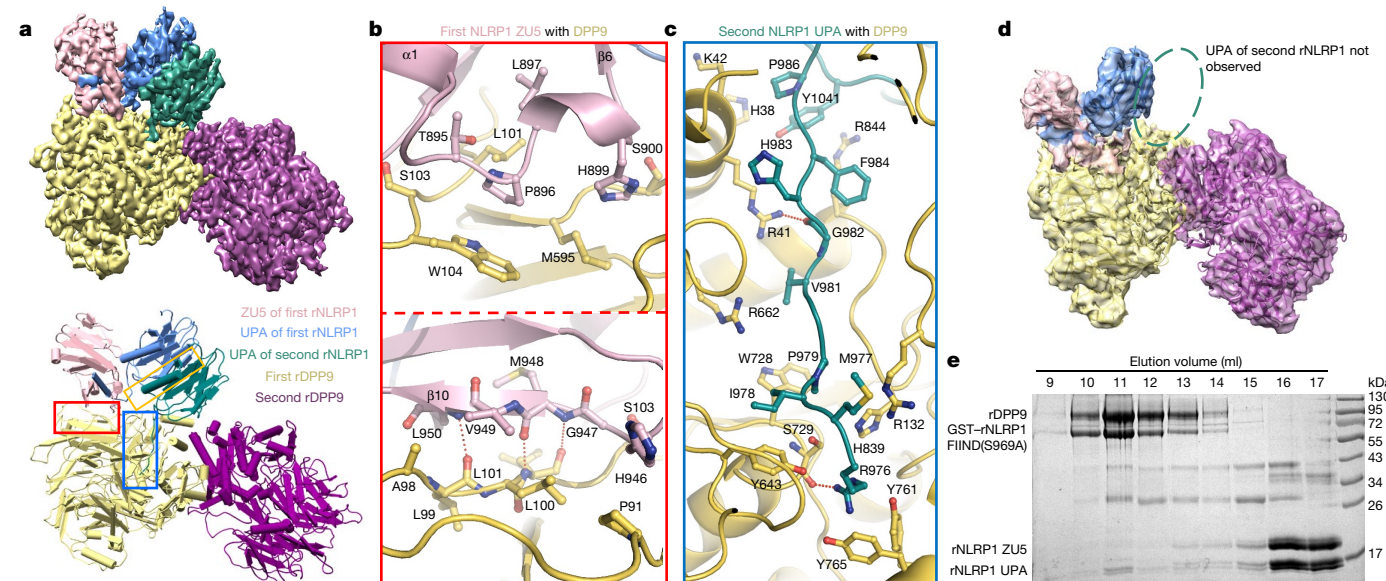 a
ZU5 of first rNLRP1
UPA of first rNLRP1
UPA of second rNLRP1
First rDPP9
Second rDPP9
b
First NLRP1 ZU5 with DPP9
α1
L897
β6
T895
L101
S900
S103
P896
H899
W104
M595
M948
β10
S103
L950
V949
G947
L101
H946
A98
L100
L99
P91
c
Second NLRP1 UPA with DPP9
K42
P986
H38
Y1041
R844
H983
F984
R41
G982
V981
R662
W728
P979
M977
I978
R132
S729
H839
R976
Y643
Y761
Y765
d
UPA of second rNLRP1 not
observed
e
Elution volume (ml)
9 10 11 12 13 14 15 16 17
kDa
130
95
72
55
43
34
26
17
rDPP9
GST–rNLRP1
FIIND(S969A)
rNLRP1 ZU5
rNLRP1 UPA